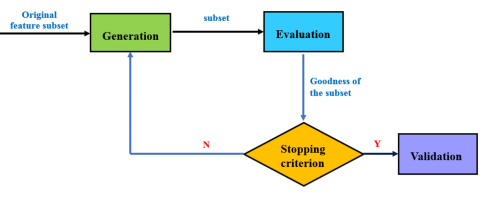 Original
feature subset
Generation
subset
Evaluation
Goodness of
the subset
Stopping
criterion
N
Y
Validation